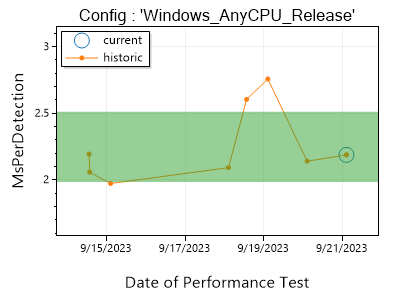 Config : 'Windows_AnyCPU_Release'
current
historic
3
2.5
2
MsPerDetection
9/15/2023
9/17/2023
9/19/2023
9/21/2023
Date of Performance Test